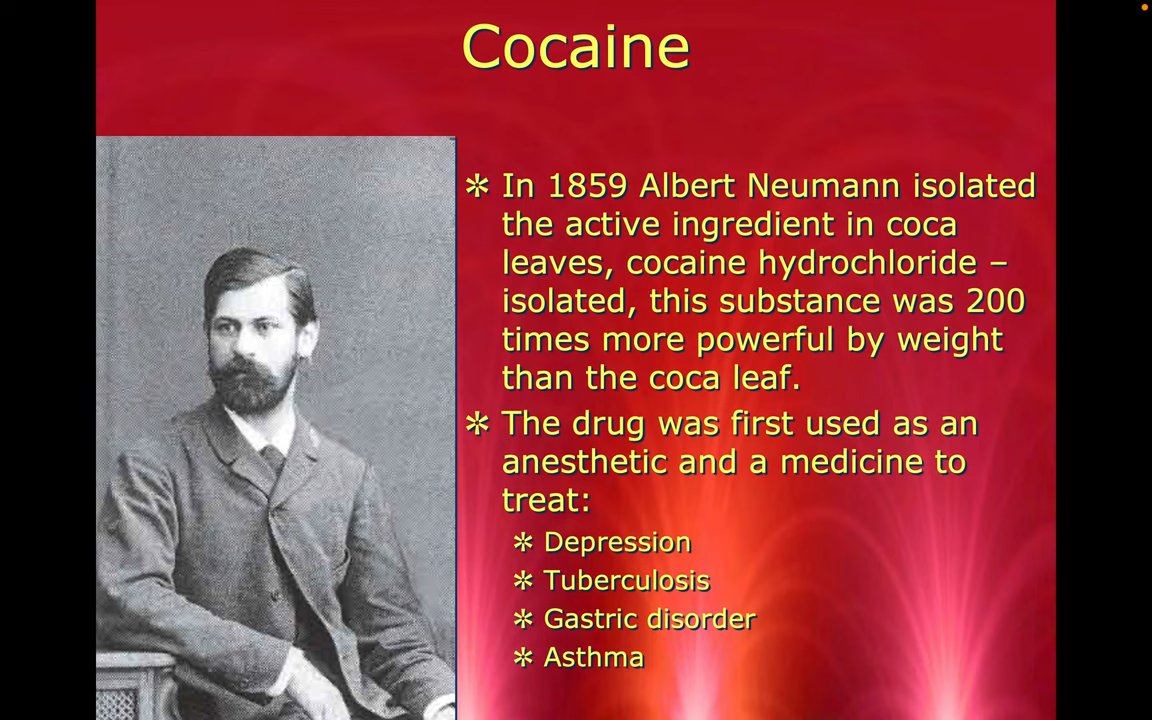 Cocaine
✲ In 1859 Albert Neumann isolated
the active ingredient in coca
leaves, cocaine hydrochloride –
isolated, this substance was 200
times more powerful by weight
than the coca leaf.
✲ The drug was first used as an
anesthetic and a medicine to
treat:
✲ Depression
✲ Tuberculosis
✲ Gastric disorder
✲ Asthma